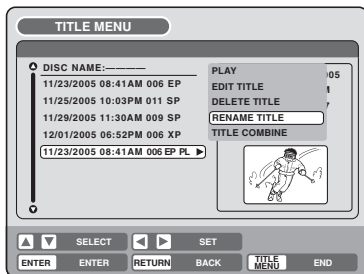 TITLE MENU
DISC NAME:————
11/23/2005 08:41AM 006 EP
11/25/2005 10:03PM 011 SP
11/29/2005 11:30AM 009 SP
12/01/2005 06:52PM 006 XP
11/23/2005 08:41AM 006 EP PL
PLAY
EDIT TITLE
DELETE TITLE
RENAME TITLE
TITLE COMBINE
05
SELECT SET
ENTER ENTER RETURN BACK TITLE MENU END